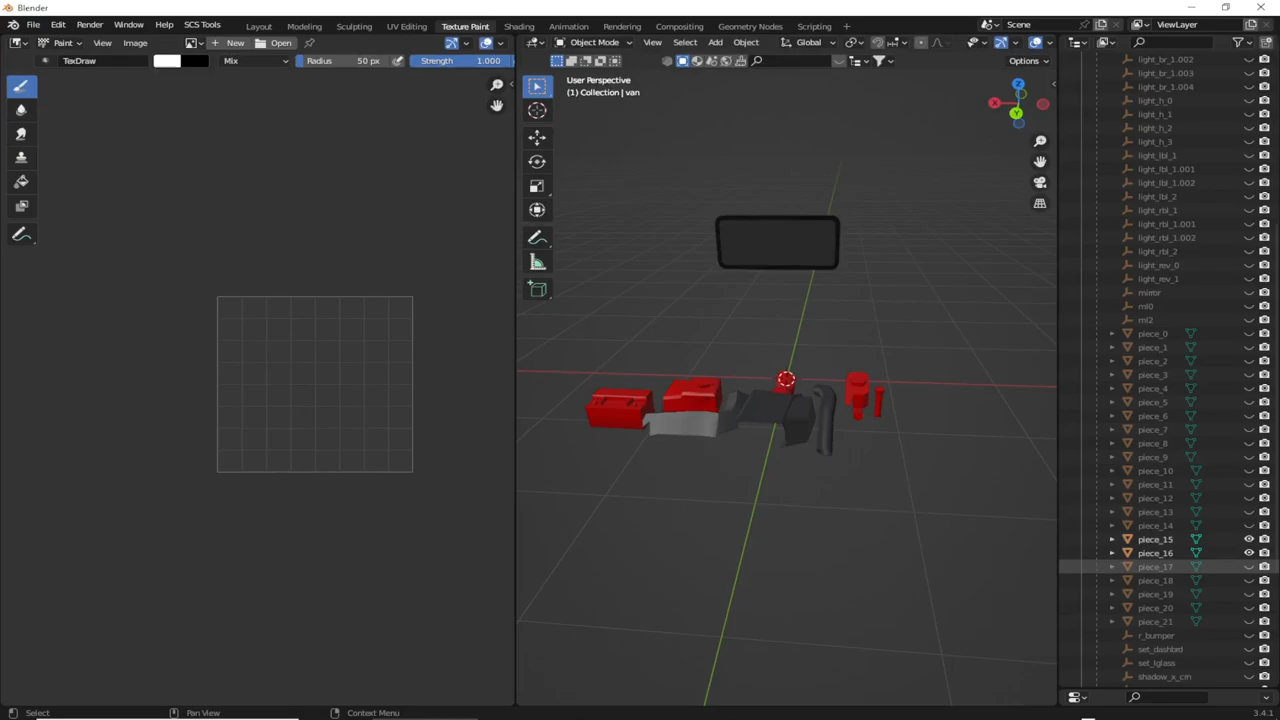 Blender
File Edit Render Window Help SCS Tools Layout Modeling Sculpting UV Editing Texture Paint Shading Animation Rendering Compositing Geometry Nodes Scripting + Scene ViewLayer
Paint View Image New Open Object Mode View Select Add Object Global
TexDraw Mix Radius 50 px Strength 1.000 Options
User Perspective
(1) Collection | van
X
Y
Z
light_br_1.002
light_br_1.003
light_br_1.004
light_h_0
light_h_1
light_h_2
light_h_3
light_lbl_1
light_lbl_1.001
light_lbl_1.002
light_lbl_2
light_rbl_1
light_rbl_1.001
light_rbl_1.002
light_rbl_2
light_rev_0
light_rev_1
mirror
ml0
ml2
piece_0
piece_1
piece_2
piece_3
piece_4
piece_5
piece_6
piece_7
piece_8
piece_9
piece_10
piece_11
piece_12
piece_13
piece_14
piece_15
piece_16
piece_17
piece_18
piece_19
piece_20
piece_21
r_bumper
set_dashbrd
set_lglass
shadow_x_cm
Select Pan View Context Menu 3.4.1